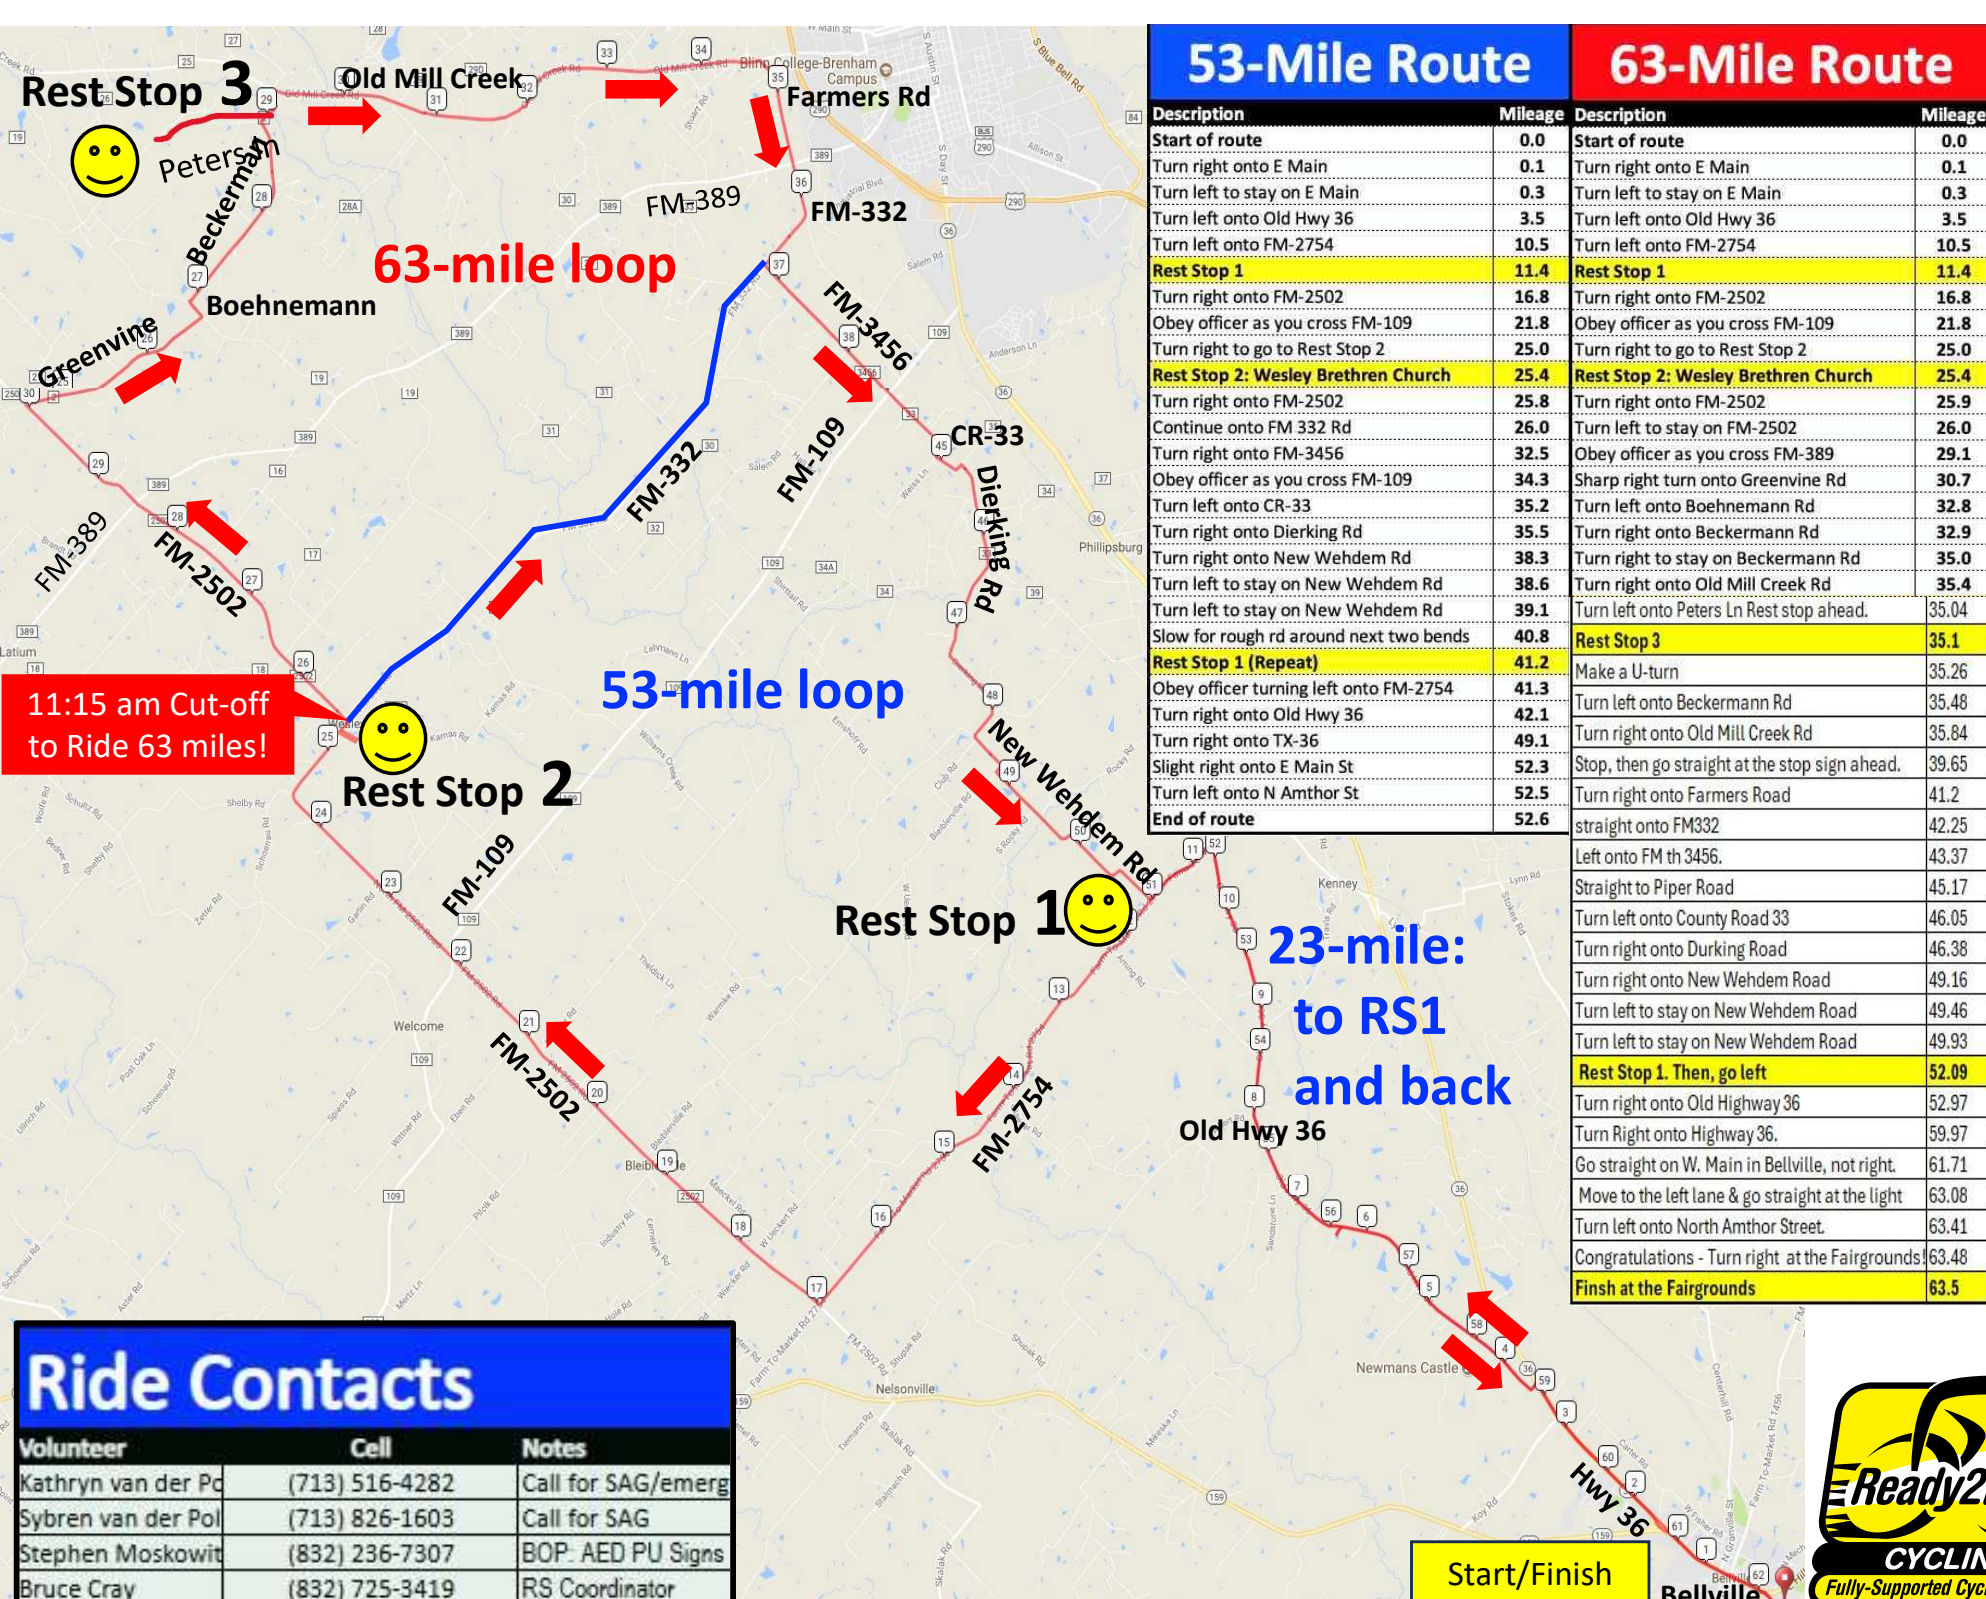 Rest Stop 3
Old Mill Creek
Blinn College-Brenham
Campus
Farmers Rd
Peters Ln
Beckerman
FM-389
FM-332
63-mile loop
Boehnemann
Greenvine
FM-3456
FM-109
CR-33
Dierking Rd
FM-332
FM-389
FM-2502
Phillipsburg
Latium
53-mile loop
11:15 am Cut-off
to Ride 63 miles!
Rest Stop 2
New Wehdem Rd
FM-109
Rest Stop 1
Kenney
23-mile:
to RS1
and back
Welcome
FM-2502
FM-2754
Old Hwy 36
Nelsonville
Newmans Castle
Hwy 36
Start/Finish
Bellville
53-Mile Route
Description Mileage
Start of route 0.0
Turn right onto E Main 0.1
Turn left to stay on E Main 0.3
Turn left onto Old Hwy 36 3.5
Turn left onto FM-2754 10.5
Rest Stop 1 11.4
Turn right onto FM-2502 16.8
Obey officer as you cross FM-109 21.8
Turn right to go to Rest Stop 2 25.0
Rest Stop 2: Wesley Brethren Church 25.4
Turn right onto FM-2502 25.8
Continue onto FM 332 Rd 26.0
Turn right onto FM-3456 32.5
Obey officer as you cross FM-109 34.3
Turn left onto CR-33 35.2
Turn right onto Dierking Rd 35.5
Turn right onto New Wehdem Rd 38.3
Turn left to stay on New Wehdem Rd 38.6
Turn left to stay on New Wehdem Rd 39.1
Slow for rough rd around next two bends 40.8
Rest Stop 1 (Repeat) 41.2
Obey officer turning left onto FM-2754 41.3
Turn right onto Old Hwy 36 42.1
Turn right onto TX-36 49.1
Slight right onto E Main St 52.3
Turn left onto N Amthor St 52.5
End of route 52.6
63-Mile Route
Description Mileage
Start of route 0.0
Turn right onto E Main 0.1
Turn left to stay on E Main 0.3
Turn left onto Old Hwy 36 3.5
Turn left onto FM-2754 10.5
Rest Stop 1 11.4
Turn right onto FM-2502 16.8
Obey officer as you cross FM-109 21.8
Turn right to go to Rest Stop 2 25.0
Rest Stop 2: Wesley Brethren Church 25.4
Turn right onto FM-2502 25.9
Turn left to stay on FM-2502 26.0
Obey officer as you cross FM-389 29.1
Sharp right turn onto Greenvine Rd 30.7
Turn left onto Boehnemann Rd 32.8
Turn right onto Beckermann Rd 32.9
Turn right to stay on Beckermann Rd 35.0
Turn right onto Old Mill Creek Rd 35.4
Turn left onto Peters Ln Rest stop ahead. 35.04
Rest Stop 3 35.1
Make a U-turn 35.26
Turn left onto Beckermann Rd 35.48
Turn right onto Old Mill Creek Rd 35.84
Stop, then go straight at the stop sign ahead. 39.65
Turn right onto Farmers Road 41.2
straight onto FM332 42.25
Left onto FM th 3456. 43.37
Straight to Piper Road 45.17
Turn left onto County Road 33 46.05
Turn right onto Durking Road 46.38
Turn right onto New Wehdem Road 49.16
Turn left to stay on New Wehdem Road 49.46
Turn left to stay on New Wehdem Road 49.93
Rest Stop 1. Then, go left 52.09
Turn right onto Old Highway 36 52.97
Turn Right onto Highway 36. 59.97
Go straight on W. Main in Bellville, not right. 61.71
Move to the left lane & go straight at the light 63.08
Turn left onto North Amthor Street. 63.41
Congratulations - Turn right at the Fairgrounds! 63.48
Finsh at the Fairgrounds 63.5
Ride Contacts
Volunteer Cell Notes
Kathryn van der Po (713) 516-4282 Call for SAG/emerg
Sybren van der Pol (713) 826-1603 Call for SAG
Stephen Moskowit (832) 236-7307 BOP: AED PU Signs
Bruce Cray (832) 725-3419 RS Coordinator
Ready2
CYCLIN
Fully-Supported Cyc